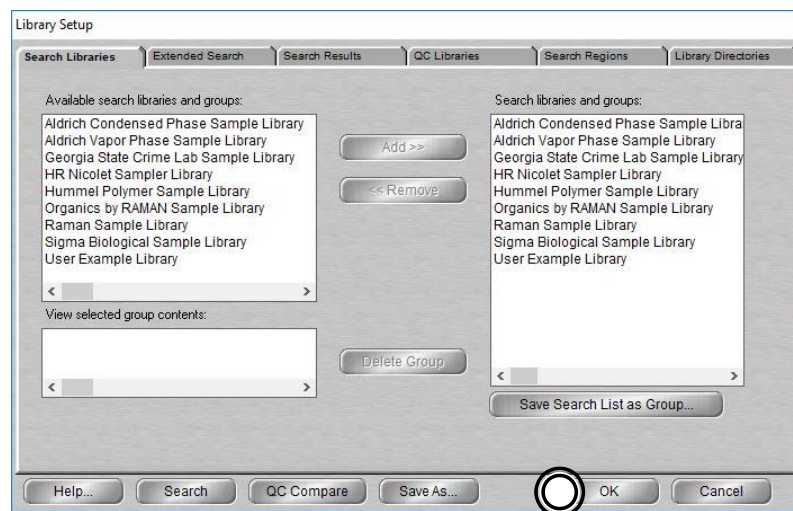 Library Setup
Search Libraries
Extended Search
Search Results
QC Libraries
Search Regions
Library Directories
Available search libraries and groups:
Aldrich Condensed Phase Sample Library
Aldrich Vapor Phase Sample Library
Georgia State Crime Lab Sample Library
HR Nicolet Sampler Library
Hummel Polymer Sample Library
Organics by RAMAN Sample Library
Raman Sample Library
Sigma Biological Sample Library
User Example Library
Add >>
<< Remove
Search libraries and groups:
Aldrich Condensed Phase Sample Libra
Aldrich Vapor Phase Sample Library
Georgia State Crime Lab Sample Library
HR Nicolet Sampler Library
Hummel Polymer Sample Library
Organics by RAMAN Sample Library
Raman Sample Library
Sigma Biological Sample Library
User Example Library
View selected group contents:
Delete Group
Save Search List as Group...
Help...
Search
QC Compare
Save As...
OK
Cancel